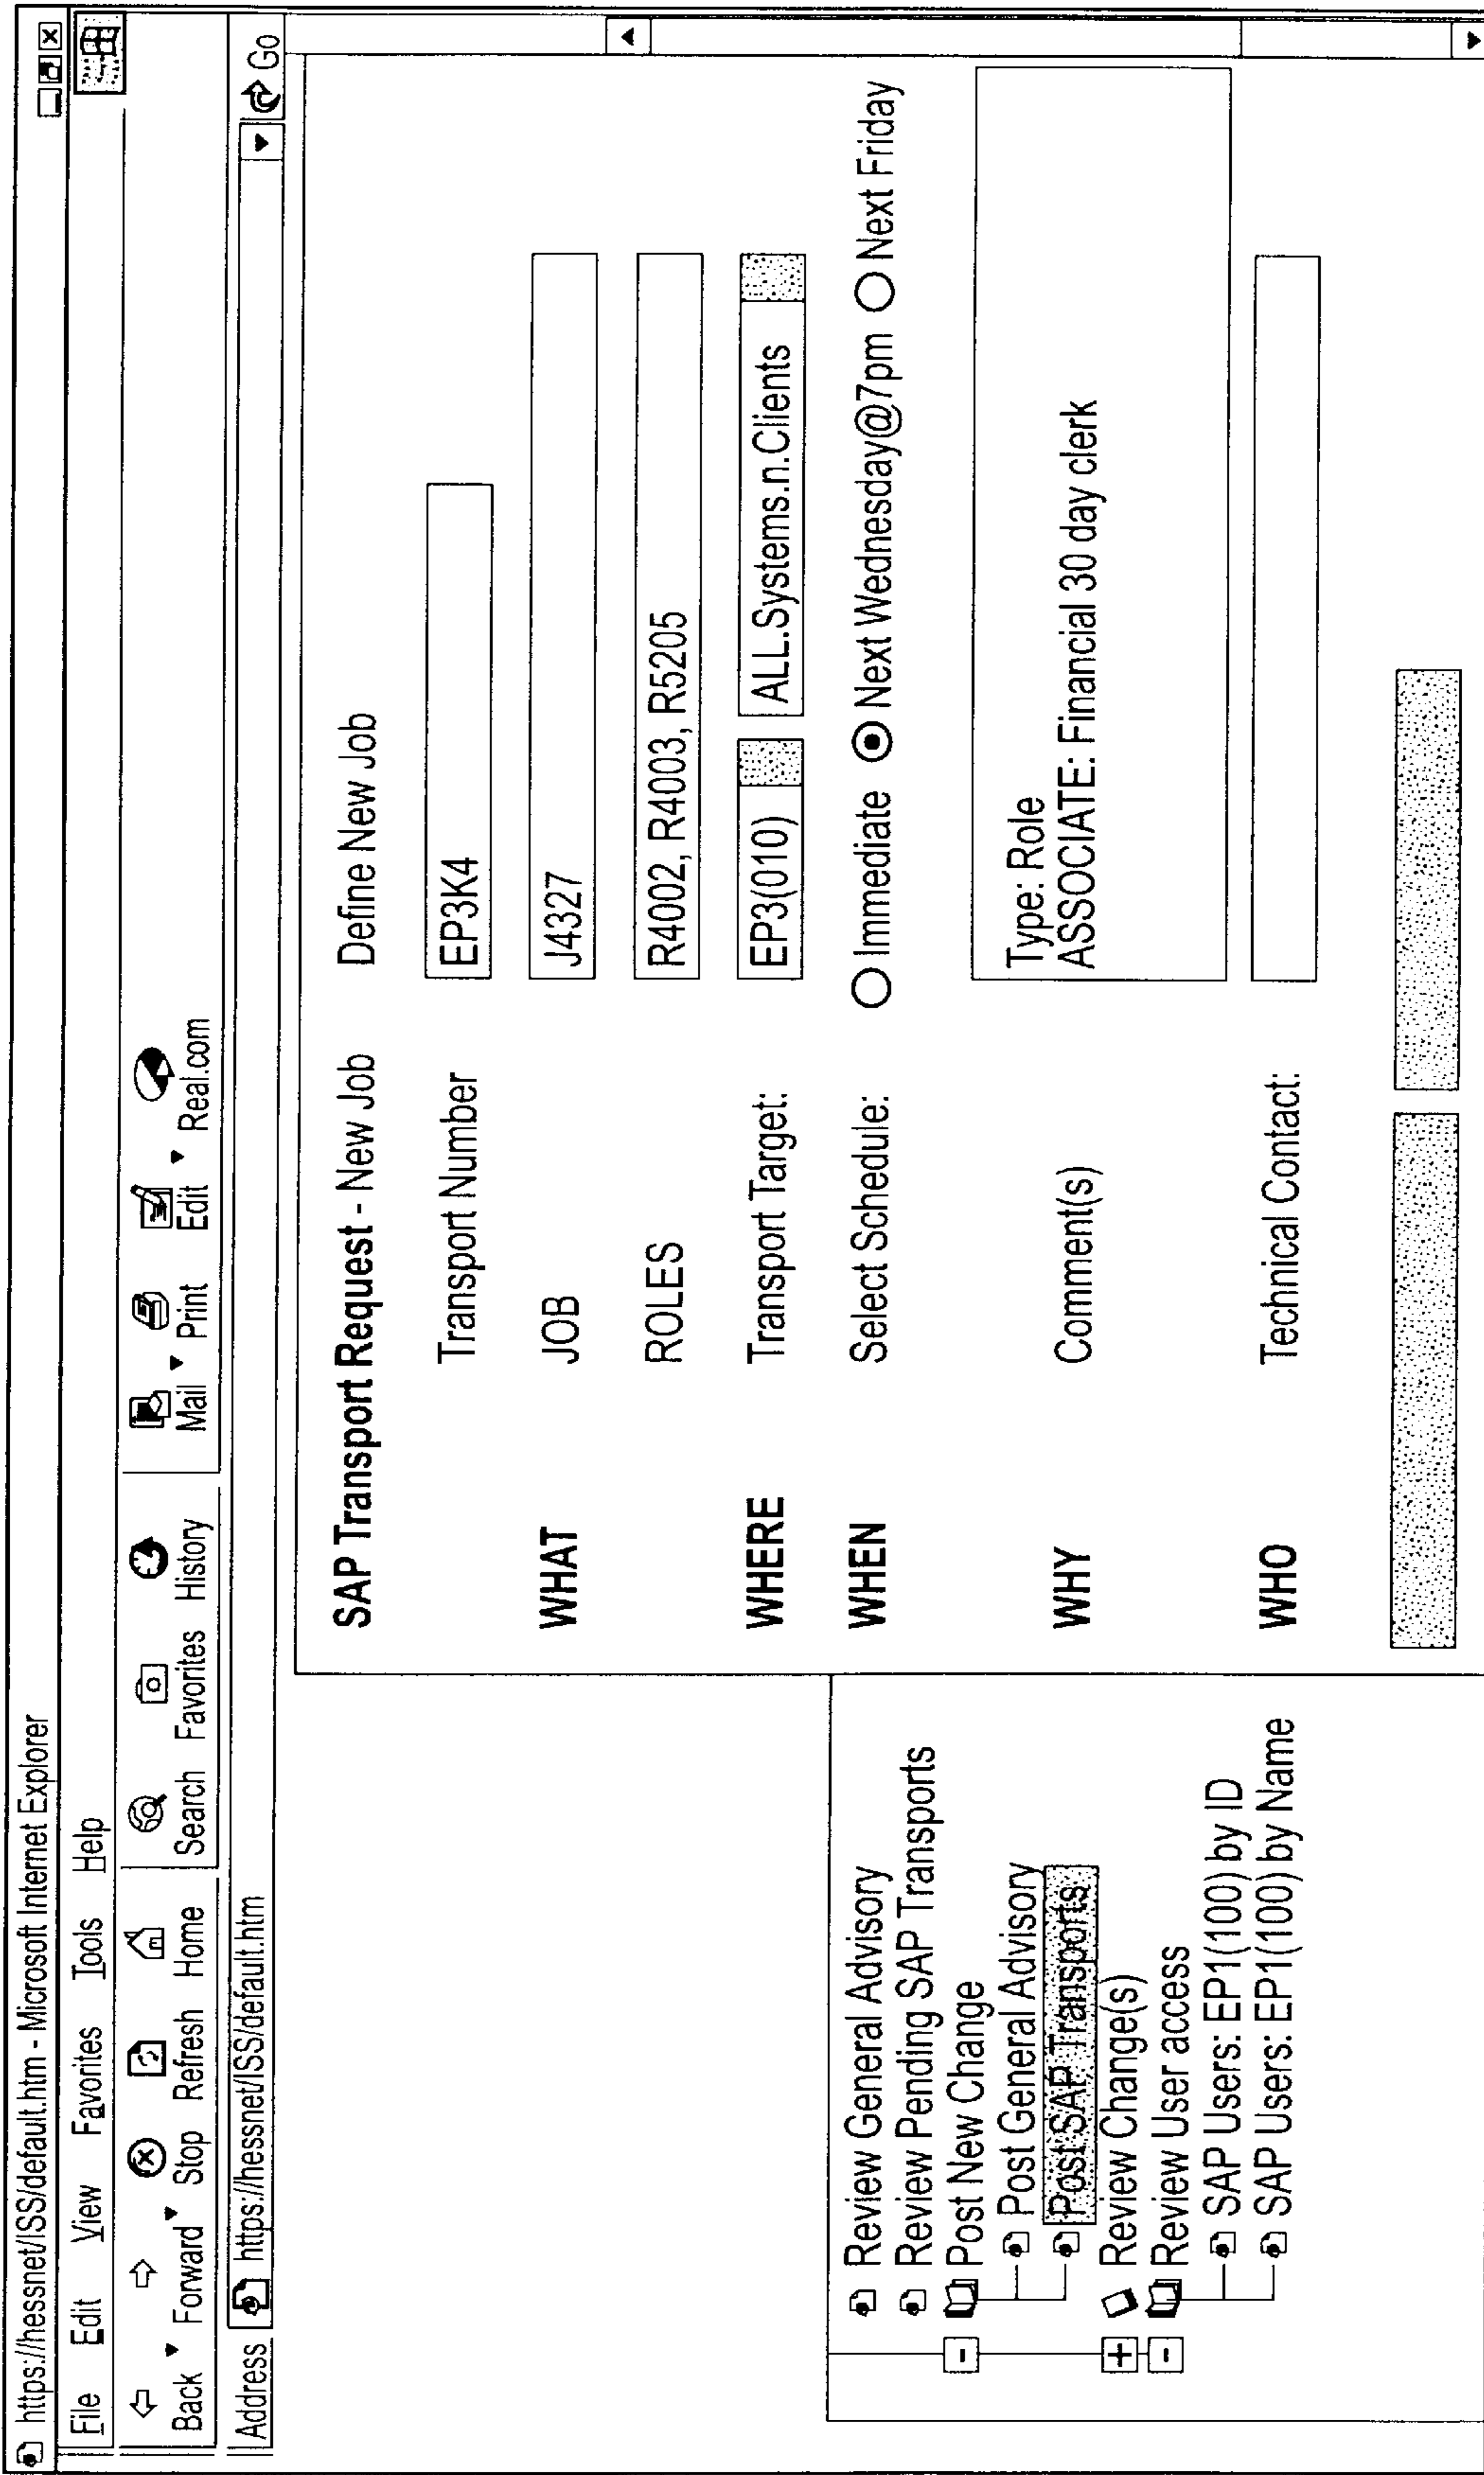 https://hessnet/ISS/default.htm - Microsoft Internet Explorer
File Edit View Favorites Tools Help
Back Forward Stop Refresh Home Search Favorites History Mail Print Edit Real.com
Address https://hessnet/ISS/default.htm Go
Review General Advisory
Review Pending SAP Transports
Post New Change
Post General Advisory
Post SAP Transports
Review Change(s)
Review User access
SAP Users: EP1(100) by ID
SAP Users: EP1(100) by Name
SAP Transport Request - New Job Define New Job
Transport Number EP3K4
WHAT JOB J4327
ROLES R4002, R4003, R5205
WHERE Transport Target: EP3(010) ALL.Systems.n.Clients
WHEN Select Schedule: Immediate Next Wednesday@7pm Next Friday
Type: Role
WHY Comment(s) ASSOCIATE: Financial 30 day clerk
WHO Technical Contact: